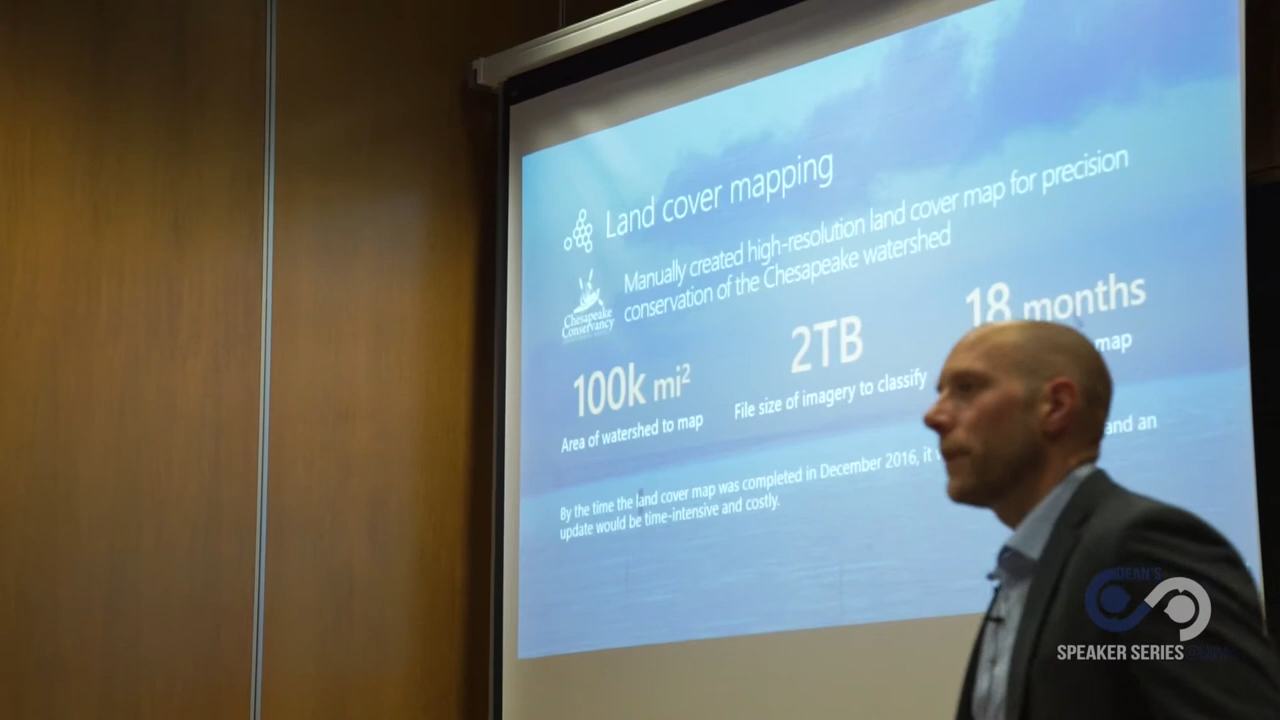 Land cover mapping
Manually created high-resolution land cover map for precision
conservation of the Chesapeake watershed
Chesapeake
Conservancy
100k mi²
Area of watershed to map
2TB
File size of imagery to classify
18 months
map
By the time the land cover map was completed in December 2016, it and an
update would be time-intensive and costly.
DEAN'S
SPEAKER SERIES